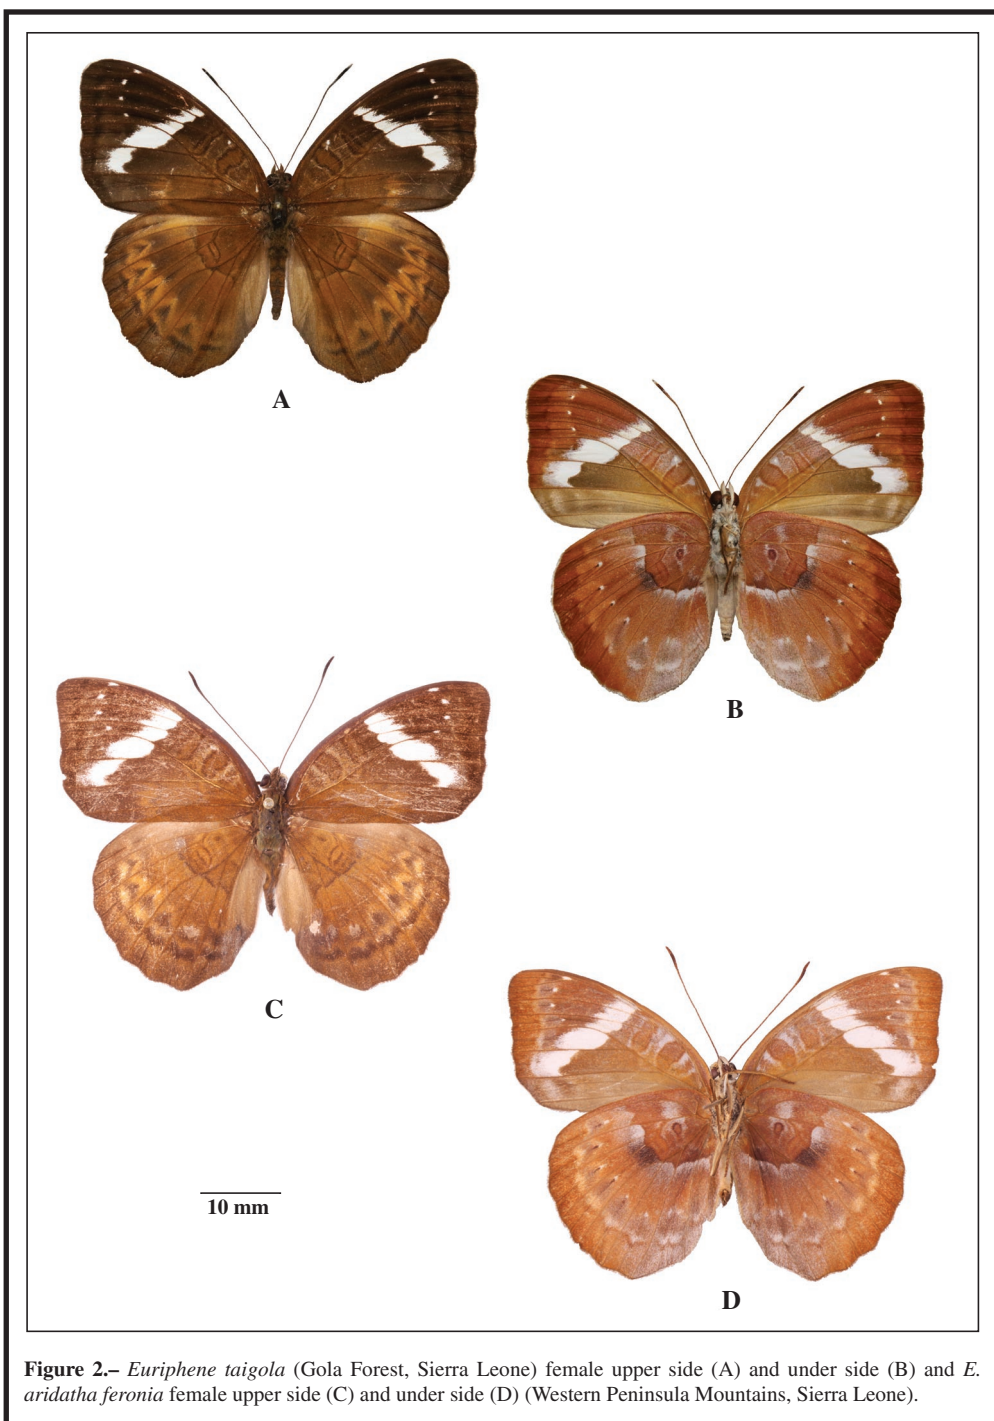 A
B
C
10 mm
D
Figure 2.– Euriphene taigola (Gola Forest, Sierra Leone) female upper side (A) and under side (B) and E.
aridatha feronia female upper side (C) and under side (D) (Western Peninsula Mountains, Sierra Leone).